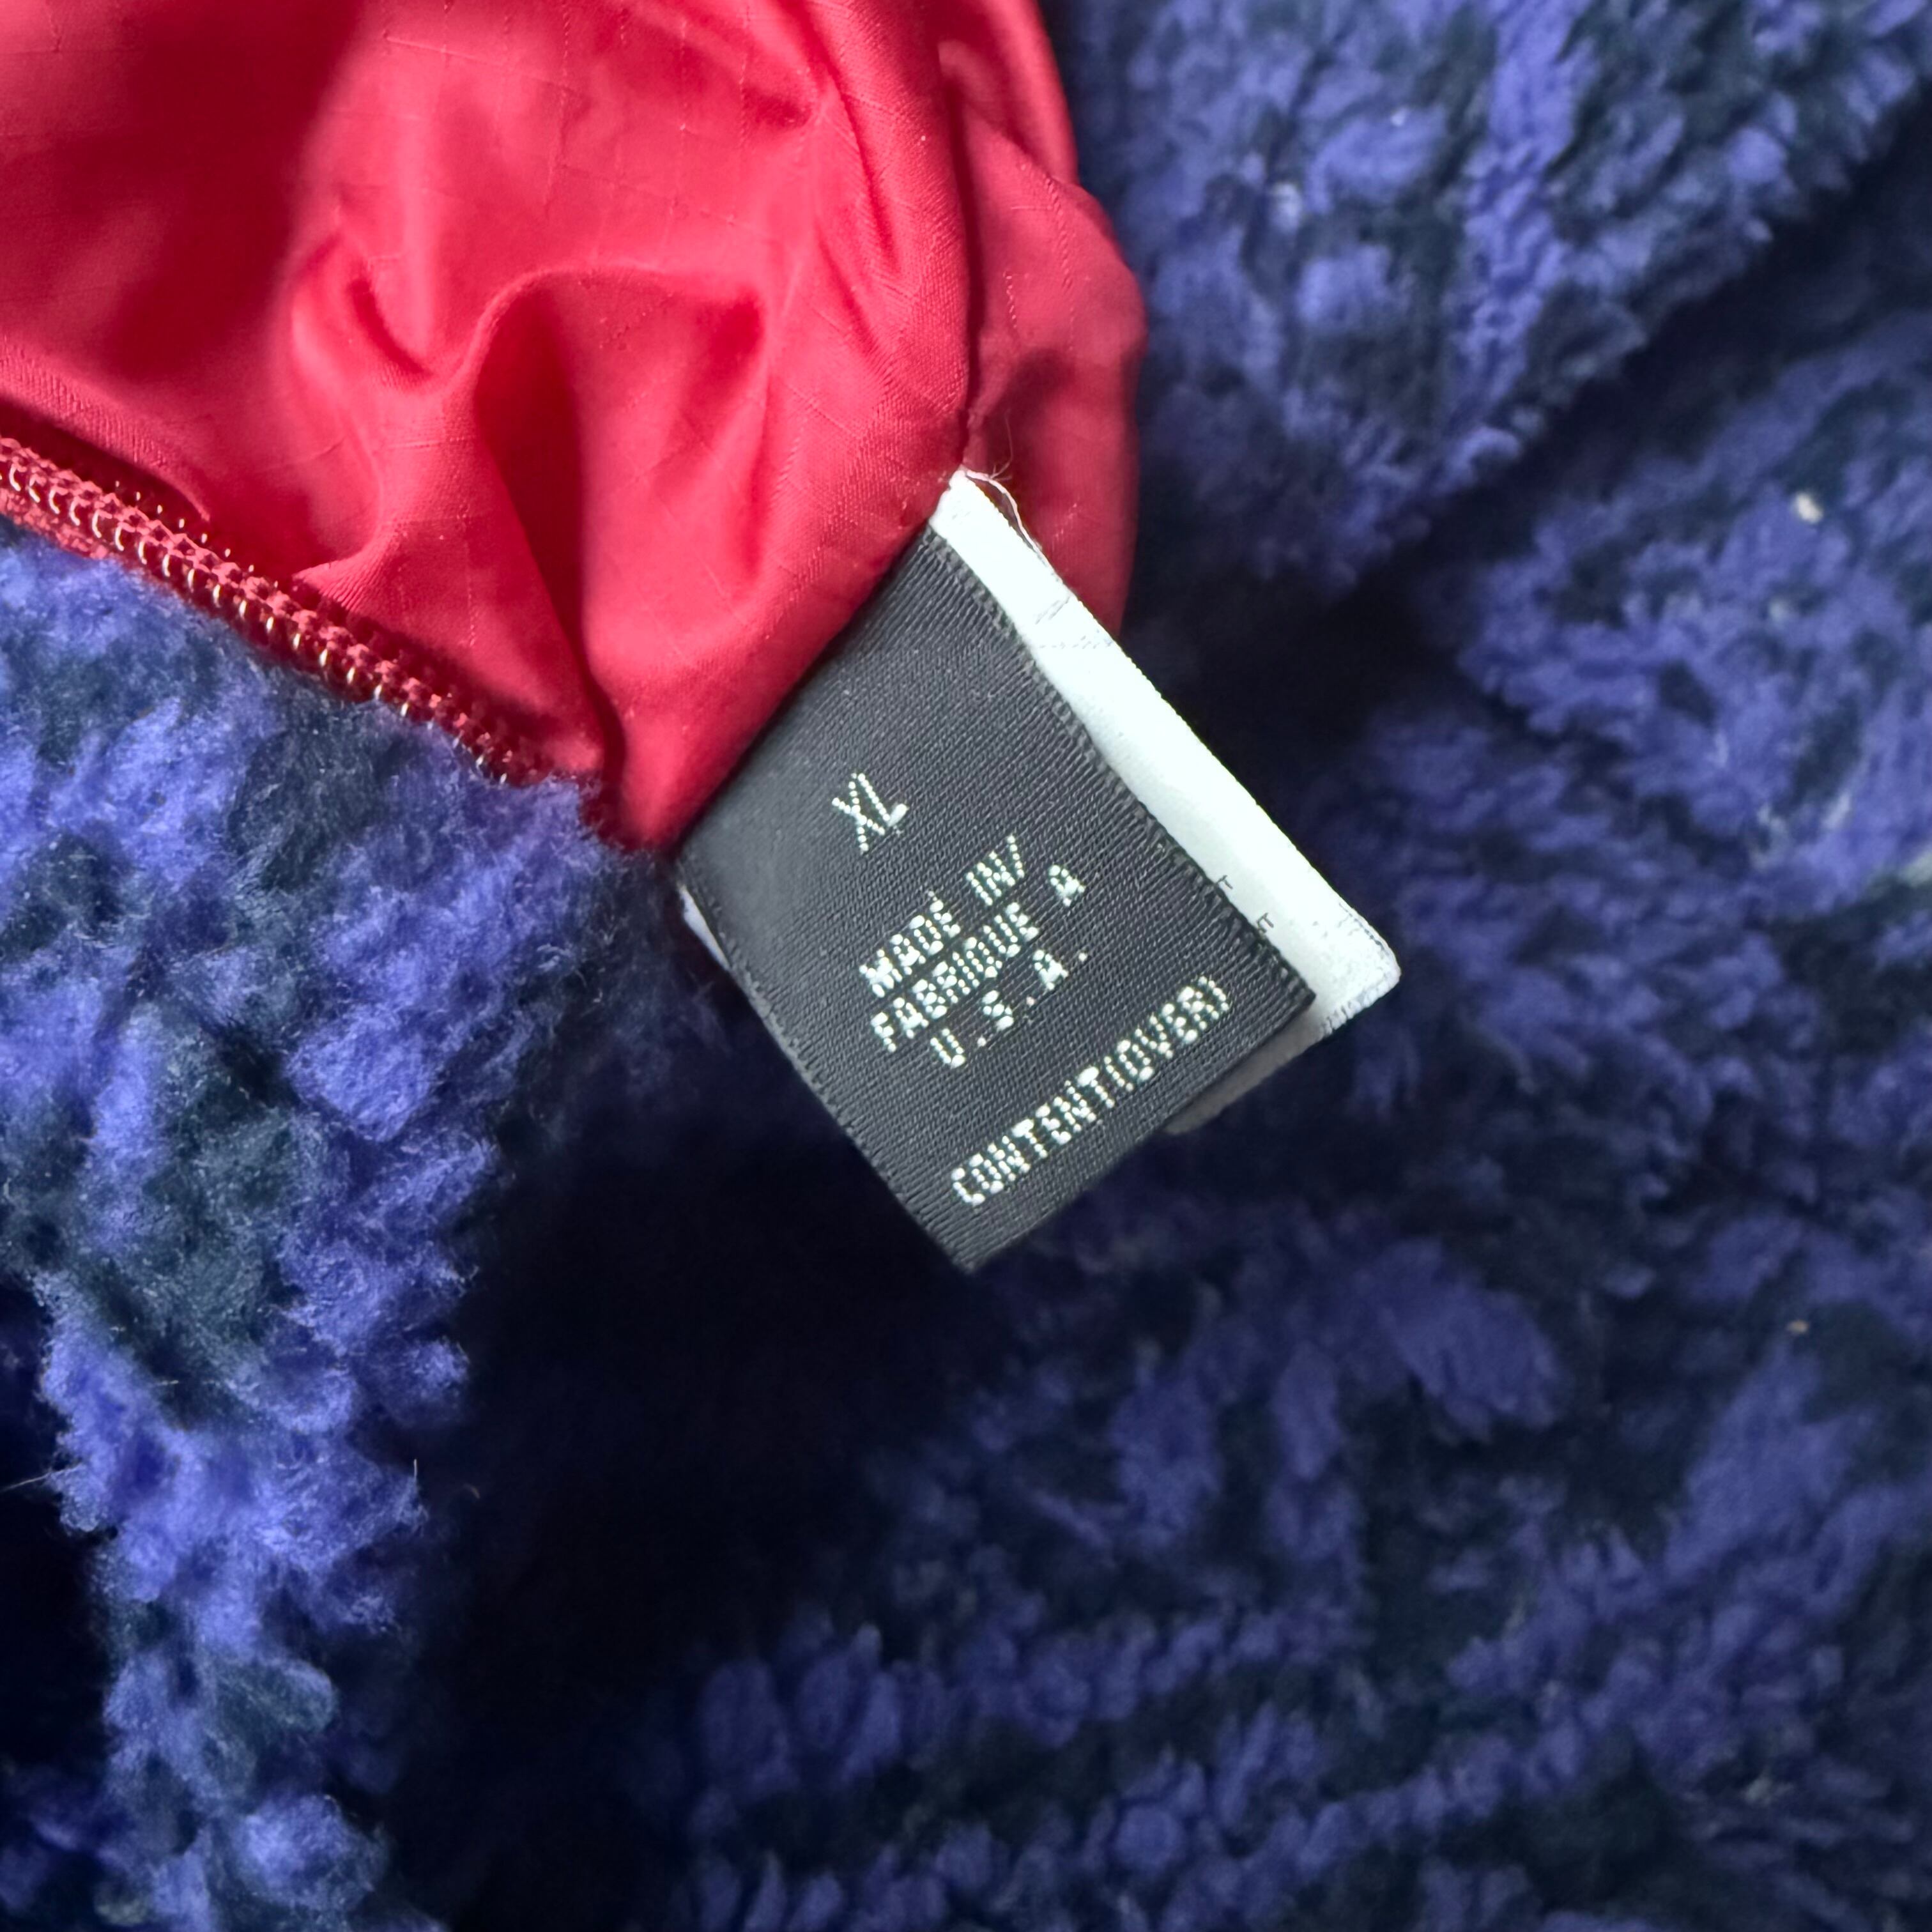 XL
MADE IN/
FABRIQUE A
U.S.A.
CONTENT(OVER)